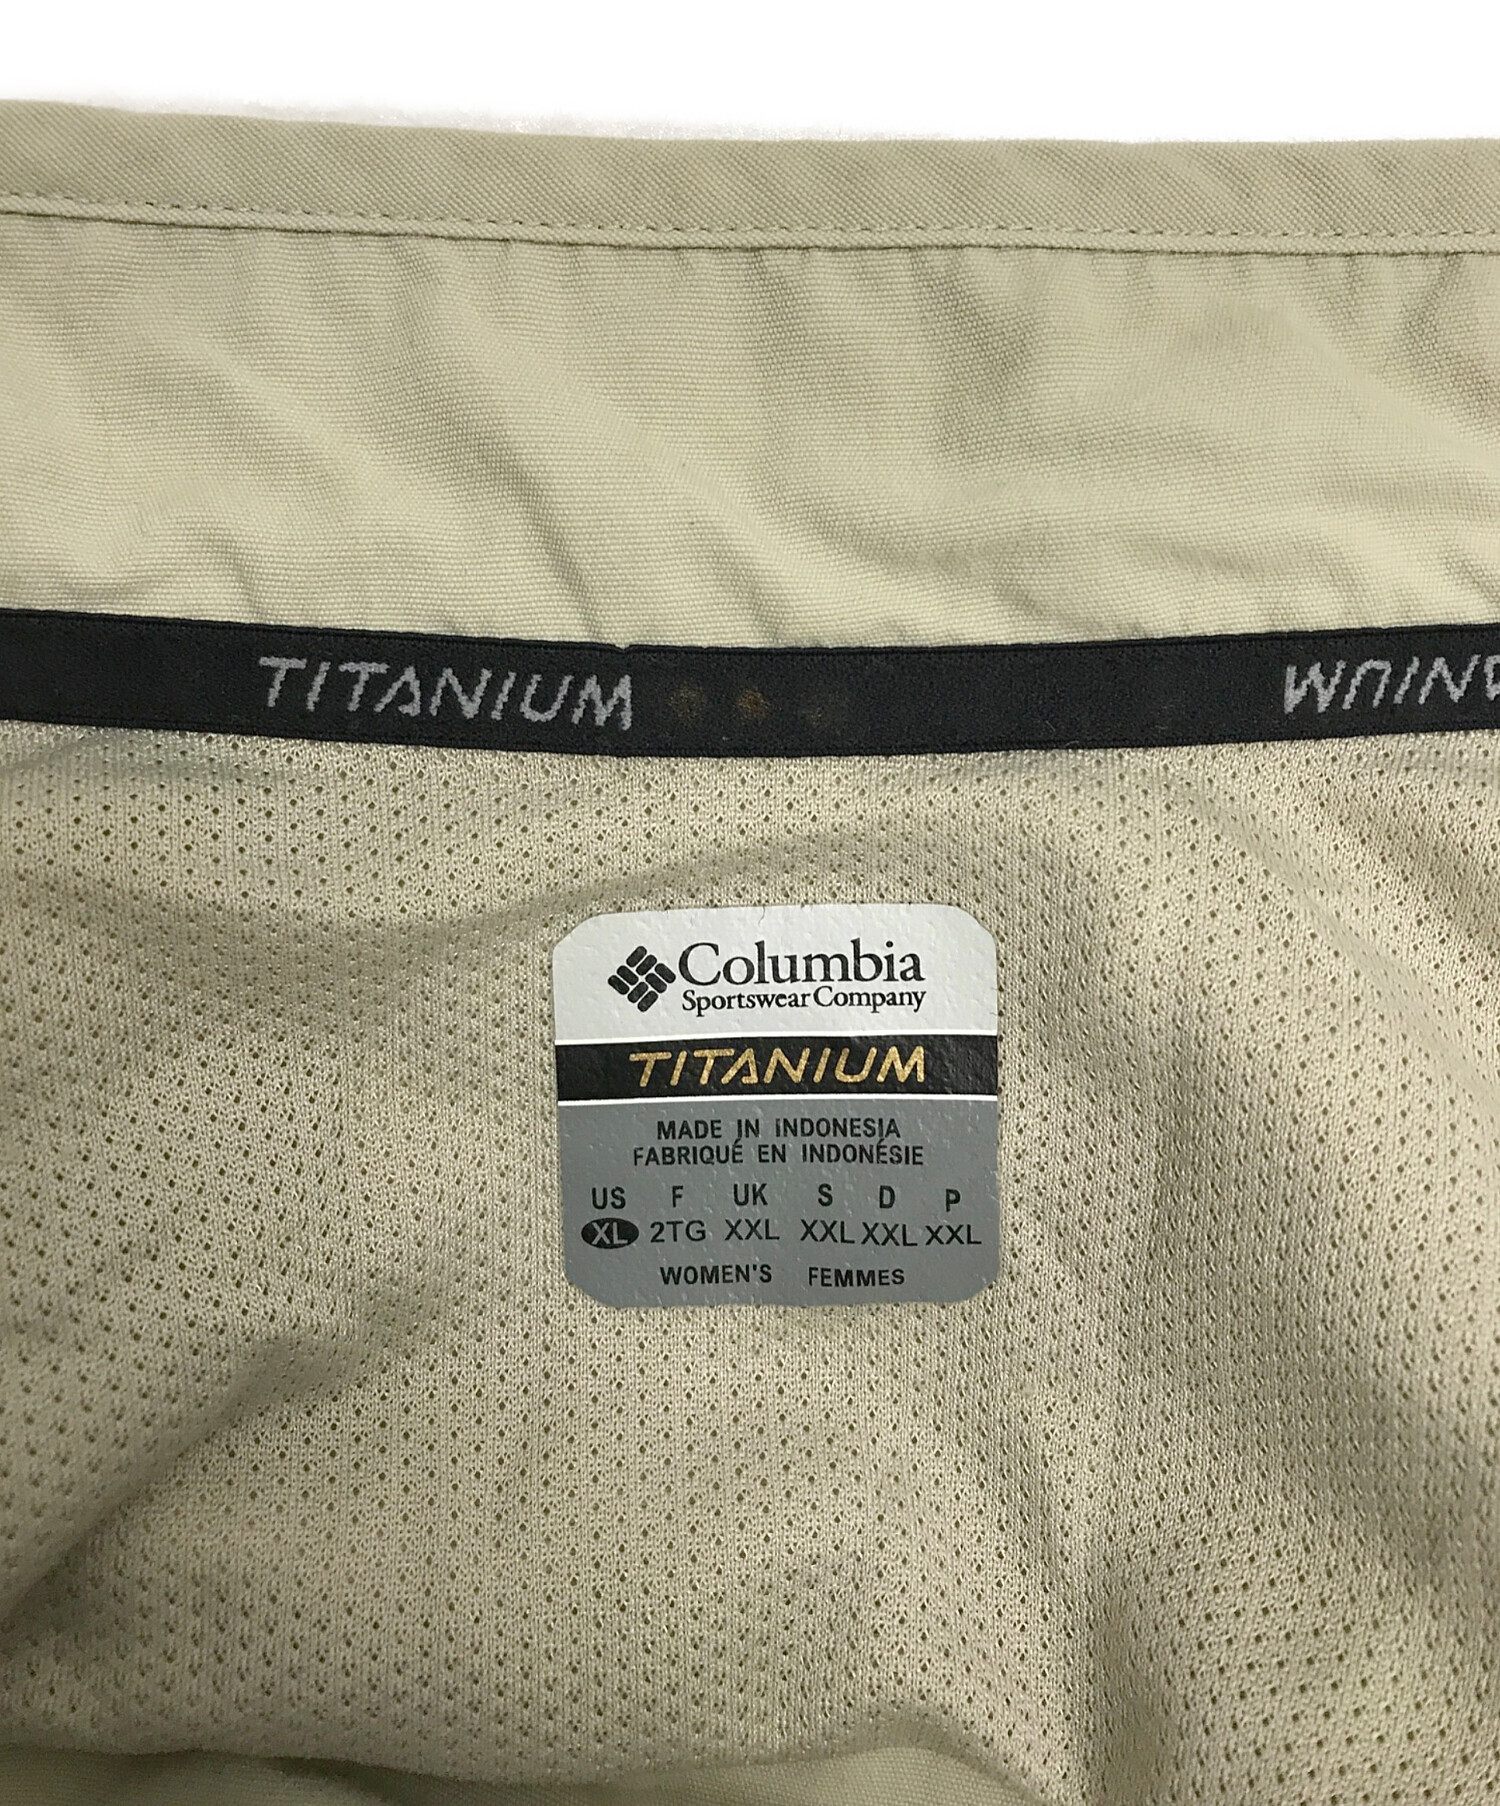 TITANIUM
TITANIUM
Columbia
Sportswear Company
TITANIUM
MADE IN INDONESIA
FABRIQUÉ EN INDONÉSIE
US F UK S D P
XL 2TG XXL XXL XXL XXL
WOMEN'S FEMMES